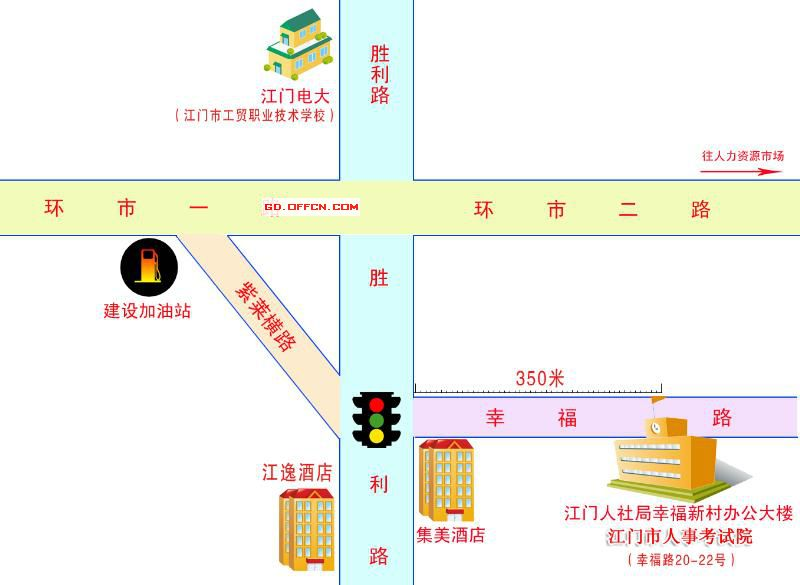 胜利路
江门电大
（江门市工贸职业技术学校）
往人力资源市场
环市一
GD.OFFCN.COM
环市二路
建设加油站
紫莱横路
胜利路
350米
幸福路
江逸酒店
集美酒店
江门人社局幸福新村办公大楼
江门市人事考试院
（幸福路20-22号）